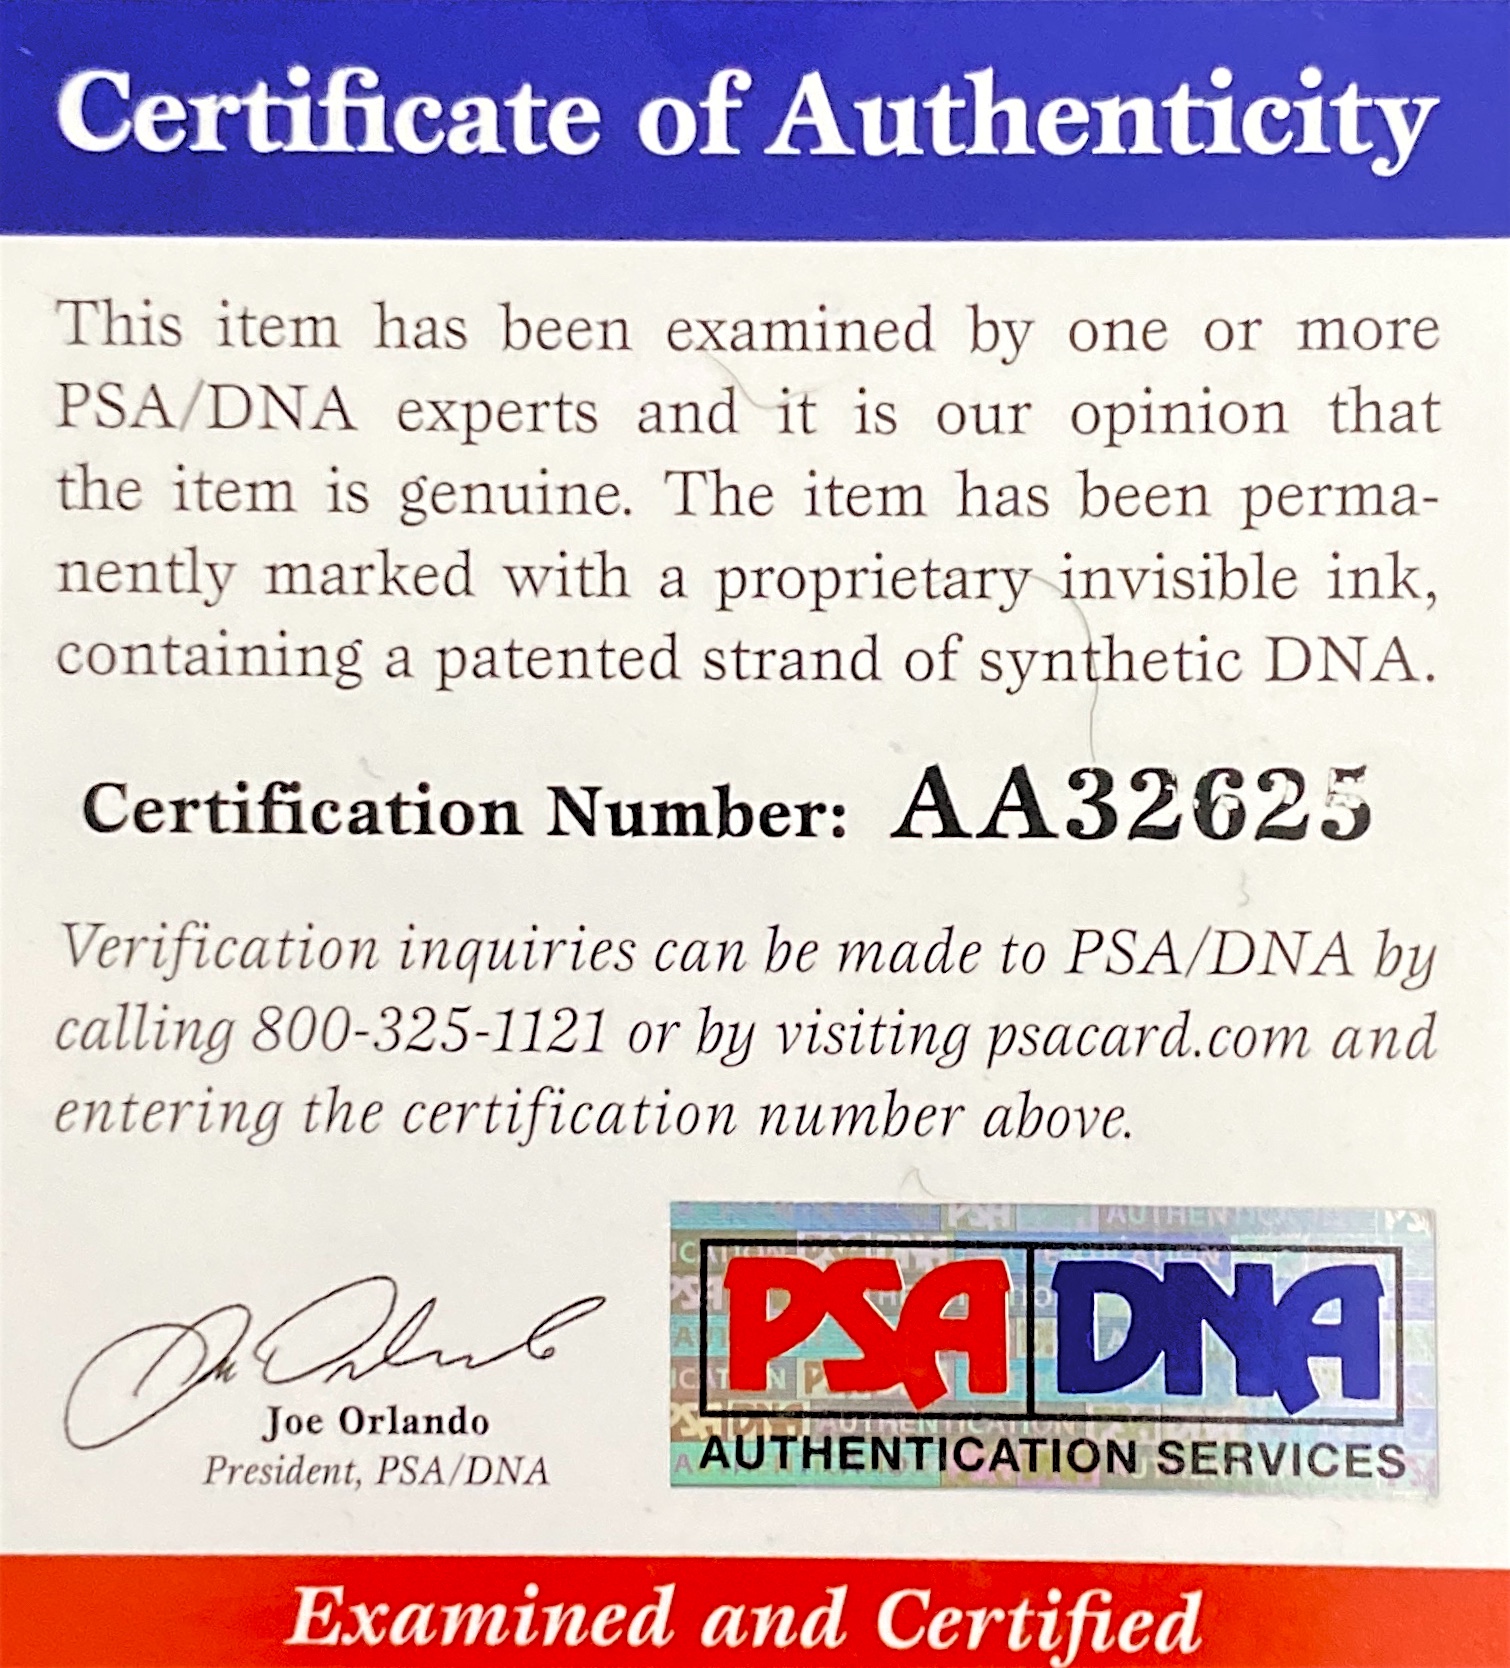 Certificate of Authenticity
This item has been examined by one or more
PSA/DNA experts and it is our opinion that
the item is genuine. The item has been perma-
nently marked with a proprietary invisible ink,
containing a patented strand of synthetic DNA.
Certification Number: AA32625
Verification inquiries can be made to PSA/DNA by
calling 800-325-1121 or by visiting psacard.com and
entering the certification number above.
Joe Orlando
President, PSA/DNA
PSA DNA
AUTHENTICATION SERVICES
Examined and Certified